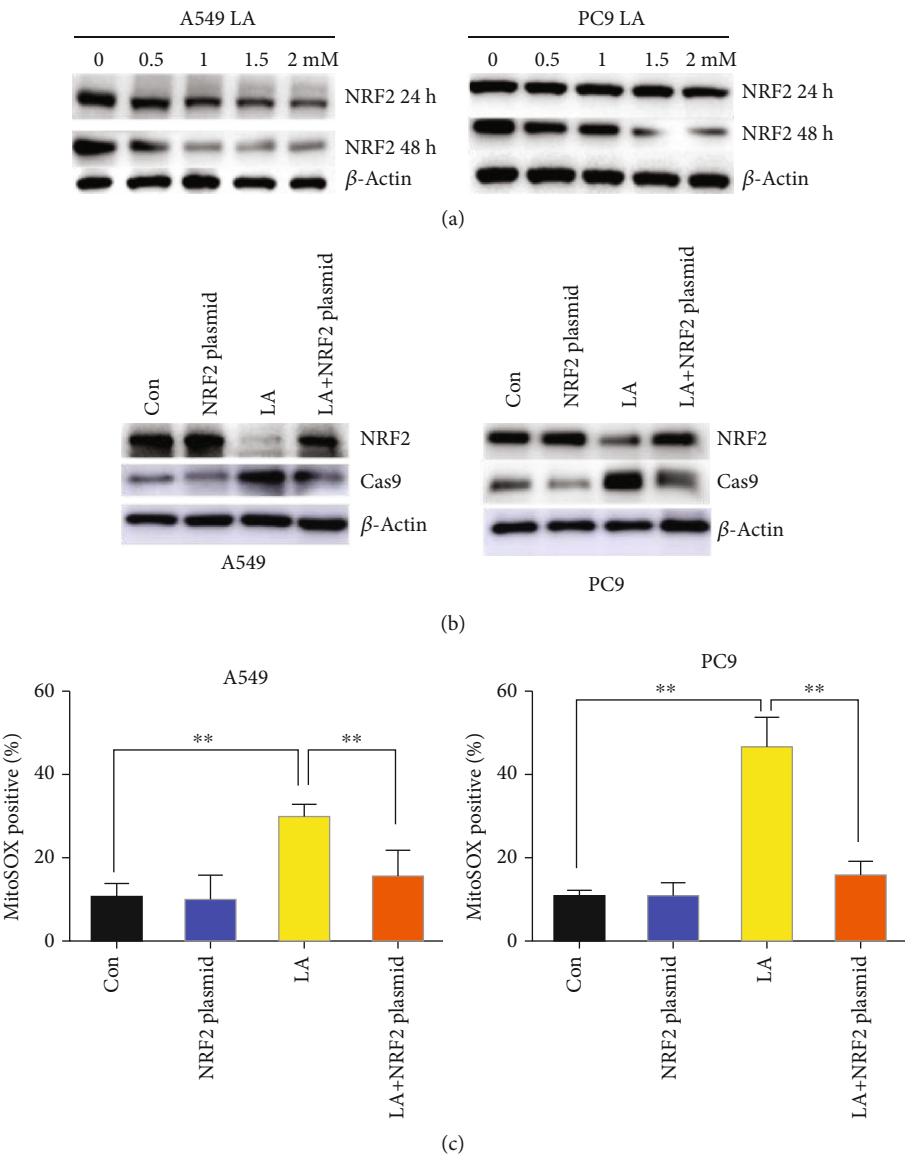 A549 LA
0 0.5 1 1.5 2 mM
NRF2 24 h
NRF2 48 h
β-Actin
PC9 LA
0 0.5 1 1.5 2 mM
NRF2 24 h
NRF2 48 h
β-Actin
(a)
Con
NRF2 plasmid
LA
LA+NRF2 plasmid
NRF2
Cas9
β-Actin
A549
Con
NRF2 plasmid
LA
LA+NRF2 plasmid
NRF2
Cas9
β-Actin
PC9
(b)
A549
MitoSOX positive (%)
60
40
20
0
**
**
Con
NRF2 plasmid
LA
LA+NRF2 plasmid
PC9
MitoSOX positive (%)
60
40
20
0
**
**
Con
NRF2 plasmid
LA
LA+NRF2 plasmid
(c)